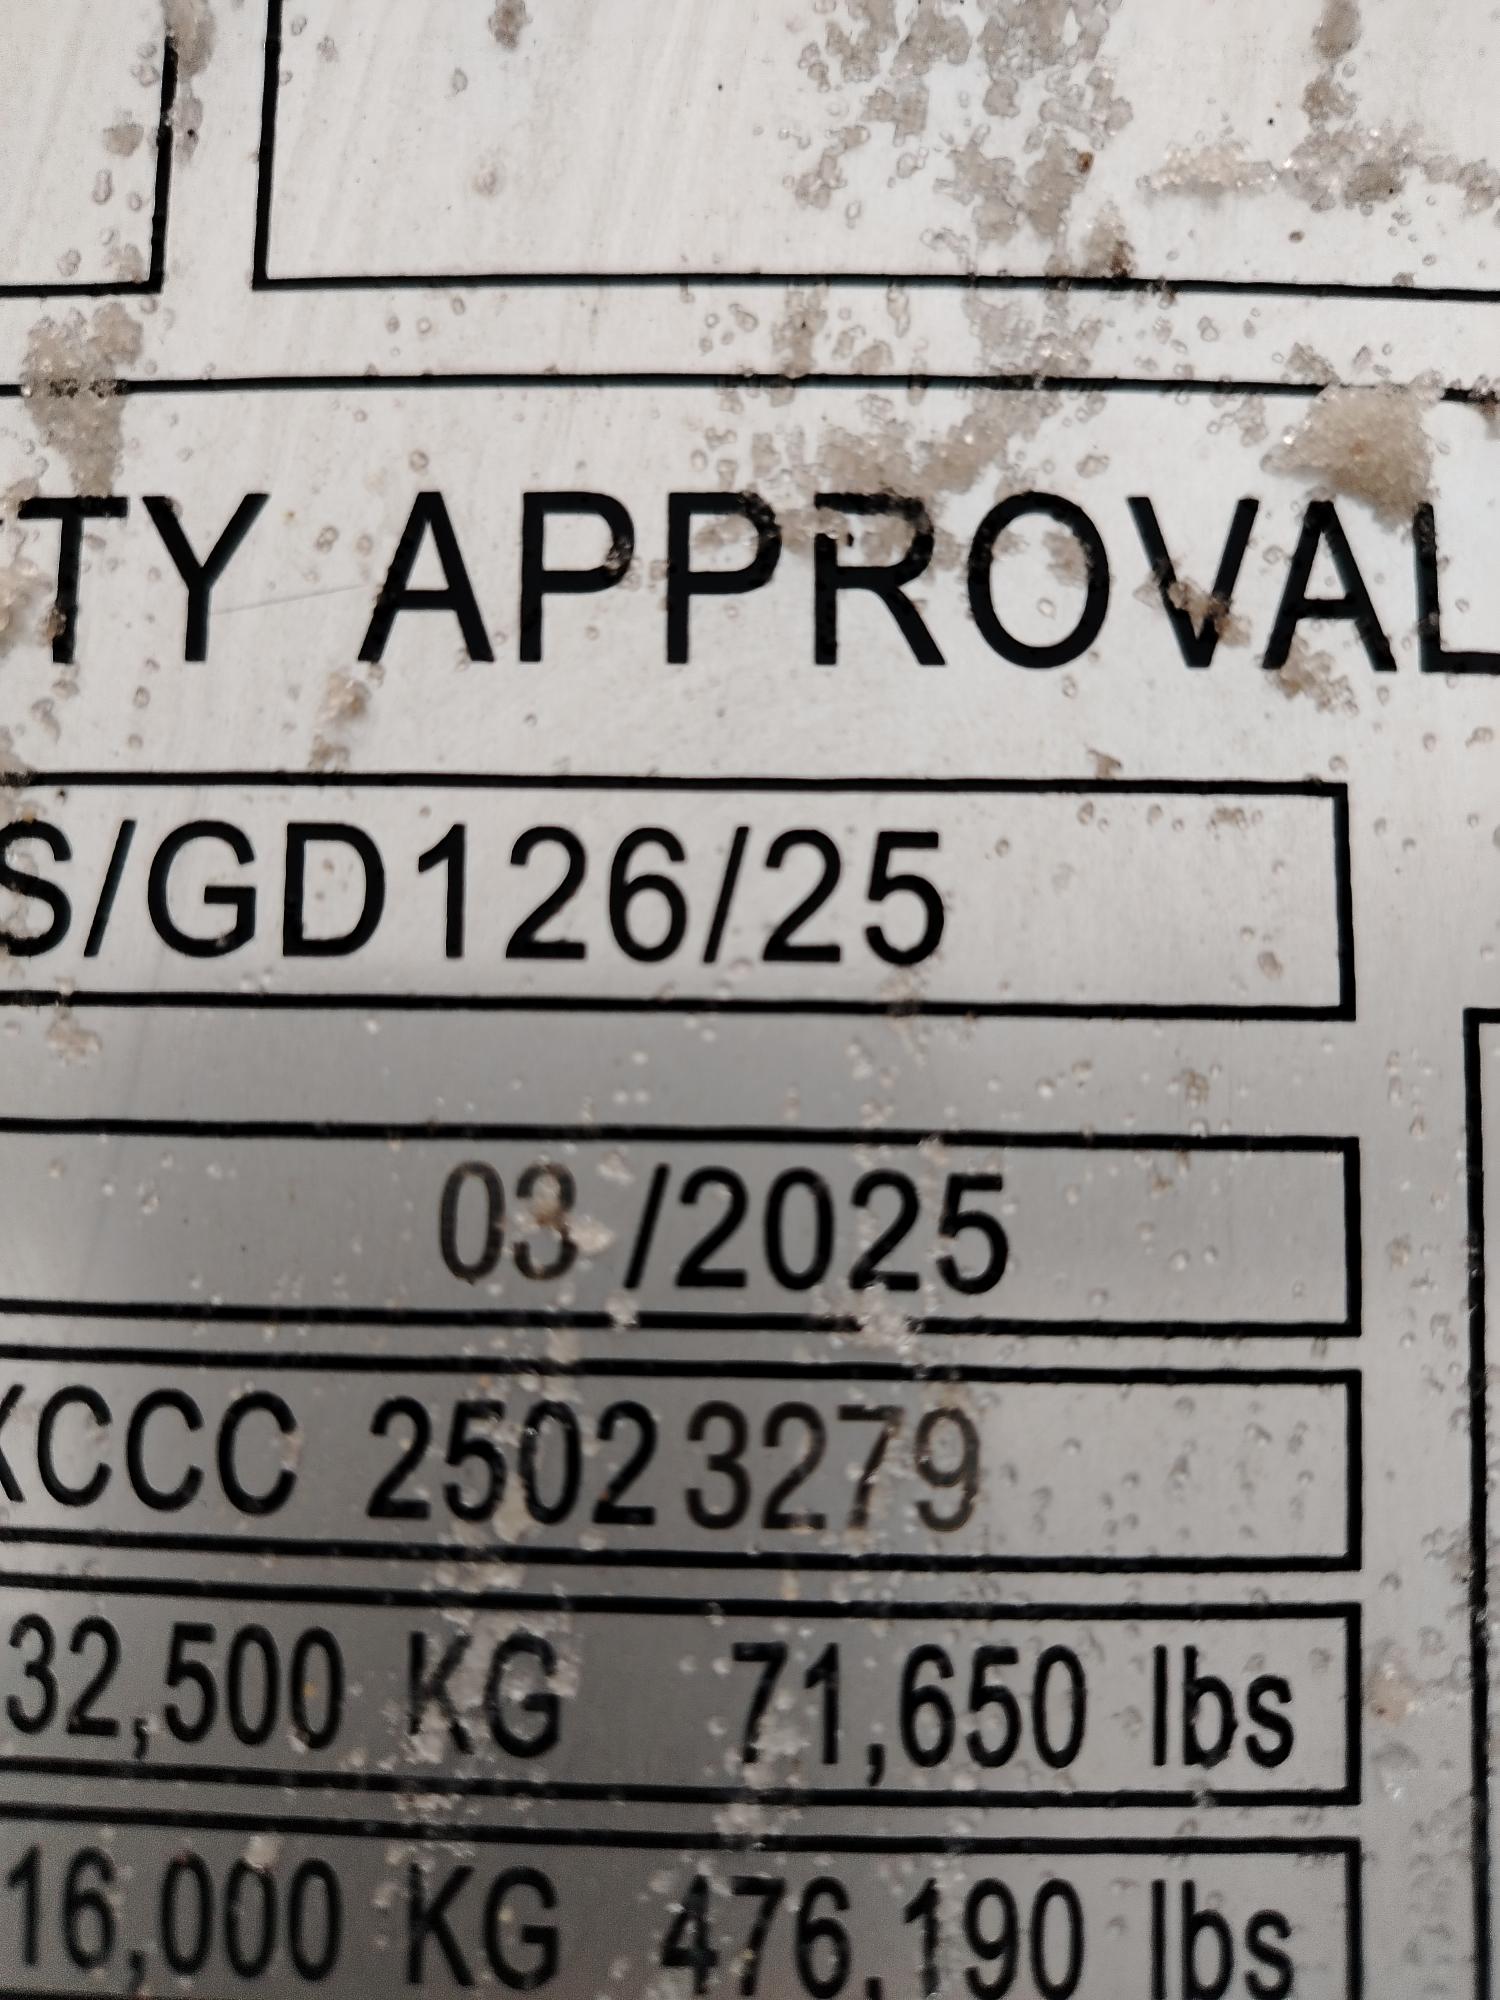 TY APPROVAL
S/GD126/25
03 /2025
XCCC 25023279
32,500 KG 71,650 lbs
16,000 KG 476,190 lbs